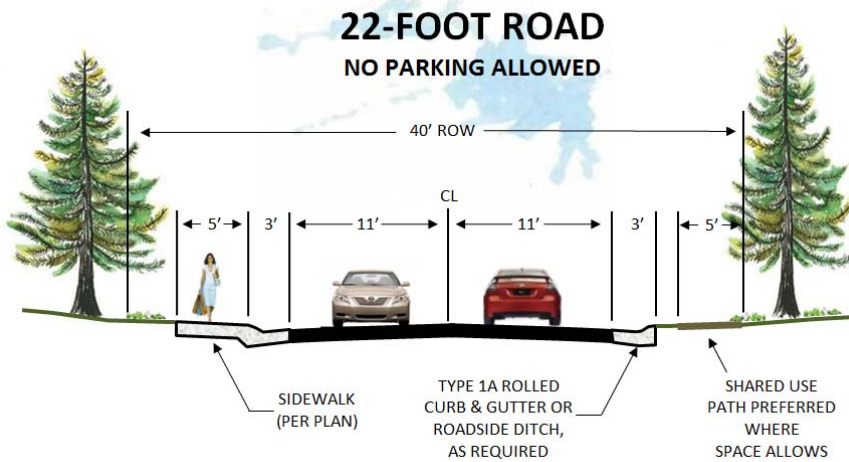 22-FOOT ROAD
NO PARKING ALLOWED
40' ROW
CL
5'
3'
11'
11'
3'
5'
SIDEWALK
(PER PLAN)
TYPE 1A ROLLED
CURB & GUTTER OR
ROADSIDE DITCH,
AS REQUIRED
SHARED USE
PATH PREFERRED
WHERE
SPACE ALLOWS